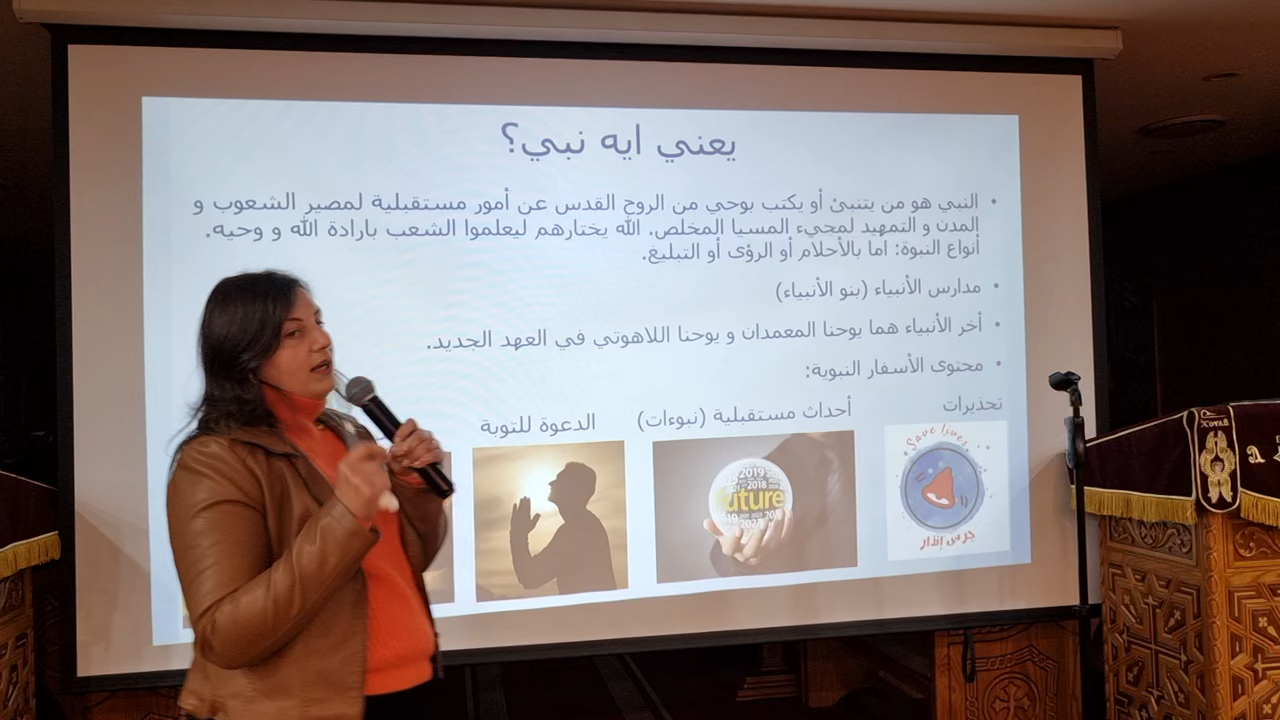 يعني ايه نبي؟
• النبي هو من يتنبئ أو يكتب بوحي من الروح القدس عن أمور مستقبلية لمصير الشعوب و
المدن و التمهيد لمجيء المسيا المخلص. الله يختارهم ليعلموا الشعب بارادة الله و وحيه.
أنواع النبوة: اما بالأحلام أو الرؤى أو التبليغ.
• مدارس الأنبياء (بنو الأنبياء)
• أخر الأنبياء هما يوحنا المعمدان و يوحنا اللاهوتي في العهد الجديد.
• محتوى الأسفار النبوية:
تحذيرات
أحداث مستقبلية (نبوءات)
الدعوة للتوبة
Save lives
جرس إنذار
2019
2018
future